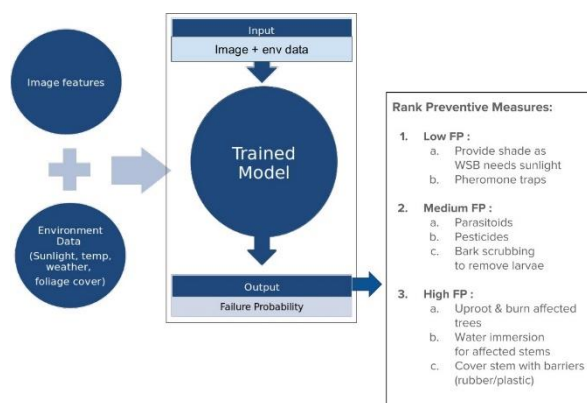 Image features
Environment
Data
(Sunlight, temp,
weather,
foliage cover)
Input
Image + env data
Trained
Model
Output
Failure Probability
Rank Preventive Measures:
1. Low FP :
a. Provide shade as
WSB needs sunlight
b. Pheromone traps
2. Medium FP :
a. Parasitoids
b. Pesticides
c. Bark scrubbing
to remove larvae
3. High FP :
a. Uproot & burn affected
trees
b. Water immersion
for affected stems
c. Cover stem with barriers
(rubber/plastic)